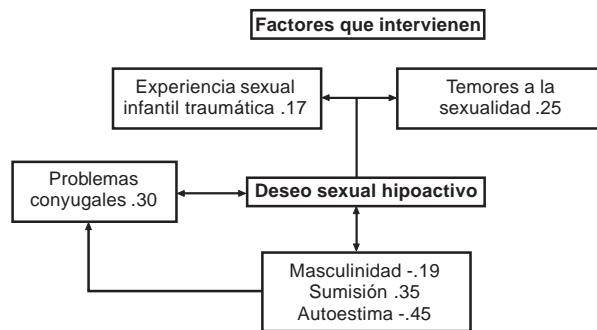 Factores que intervienen
Experiencia sexual
infantil traumática .17
Temores a la
sexualidad .25
Problemas
conyugales .30
Deseo sexual hipoactivo
Masculinidad -.19
Sumisión .35
Autoestima -.45